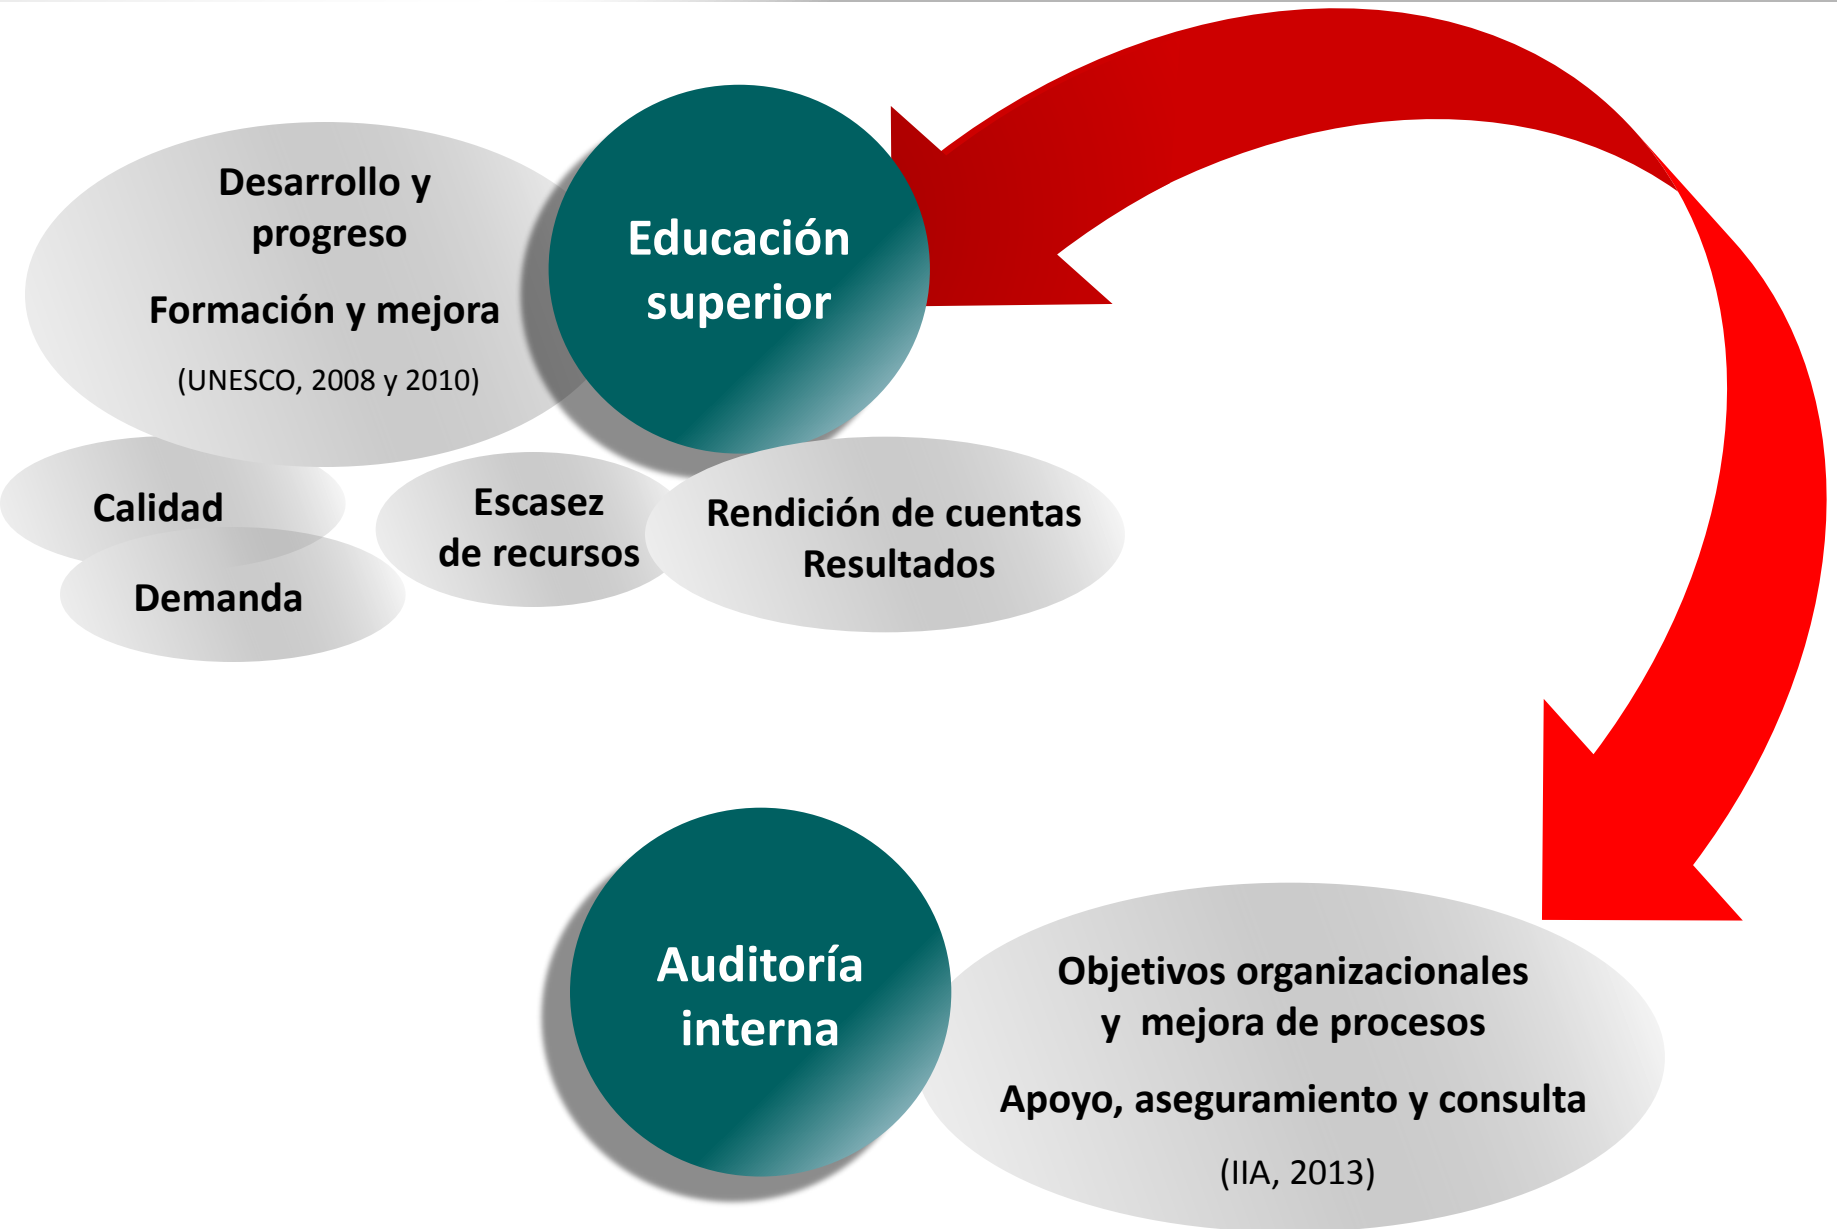 Desarrollo y
progreso
Formación y mejora
(UNESCO, 2008 y 2010)
Educación
superior
Calidad
Demanda
Escasez
de recursos
Rendición de cuentas
Resultados
Auditoría
interna
Objetivos organizacionales
y mejora de procesos
Apoyo, aseguramiento y consulta
(IIA, 2013)